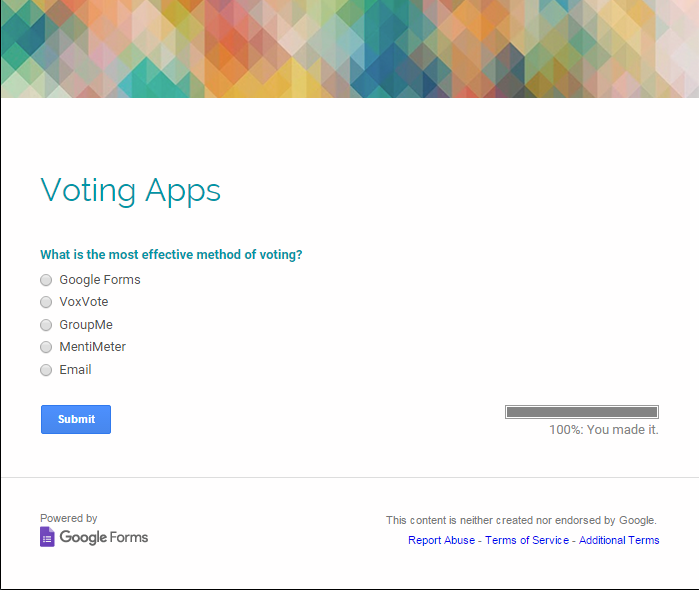 Voting Apps
What is the most effective method of voting?
Google Forms
VoxVote
GroupMe
MentiMeter
Email
Submit
100%: You made it.
Powered by
Google Forms
This content is neither created nor endorsed by Google.
Report Abuse - Terms of Service - Additional Terms